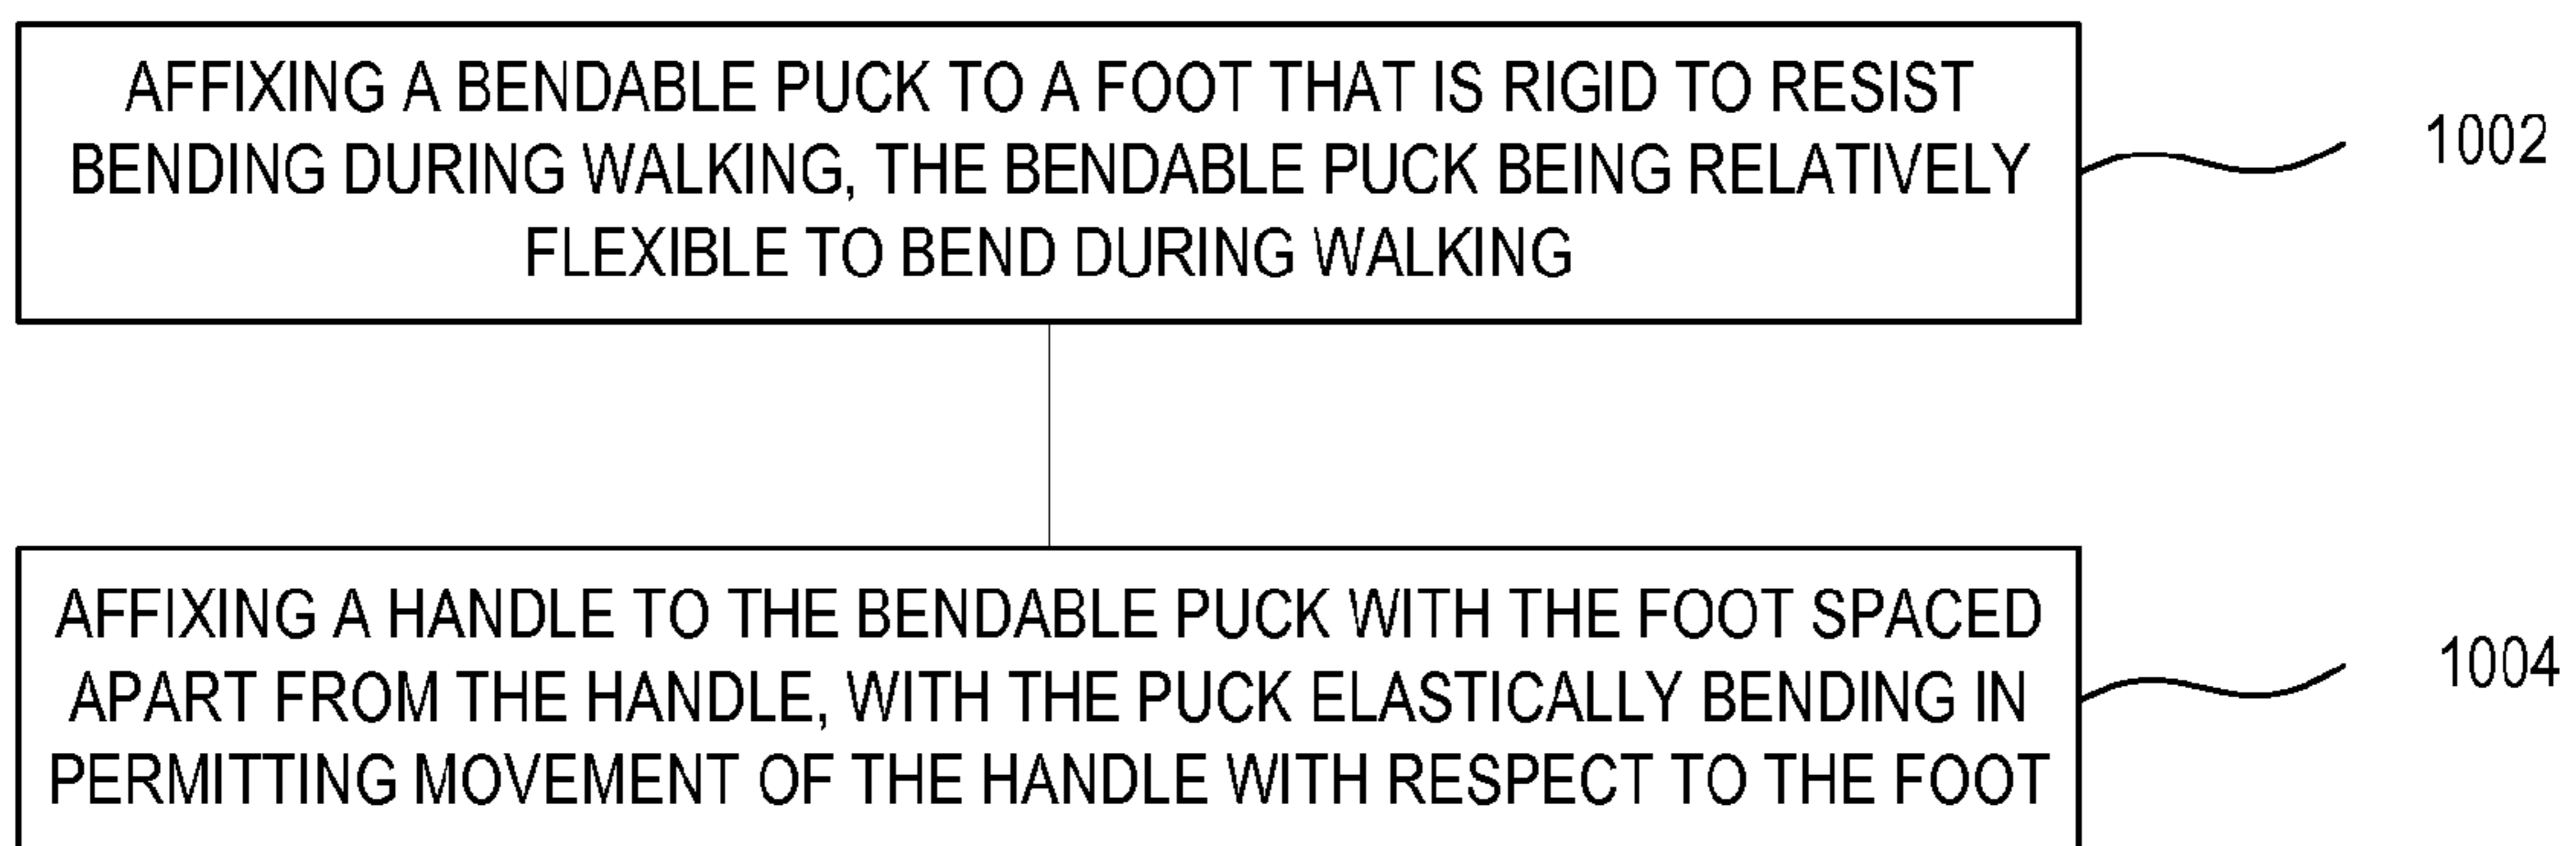 AFFIXING A BENDABLE PUCK TO A FOOT THAT IS RIGID TO RESIST
BENDING DURING WALKING, THE BENDABLE PUCK BEING RELATIVELY
FLEXIBLE TO BEND DURING WALKING
1002
AFFIXING A HANDLE TO THE BENDABLE PUCK WITH THE FOOT SPACED
APART FROM THE HANDLE, WITH THE PUCK ELASTICALLY BENDING IN
PERMITTING MOVEMENT OF THE HANDLE WITH RESPECT TO THE FOOT
1004